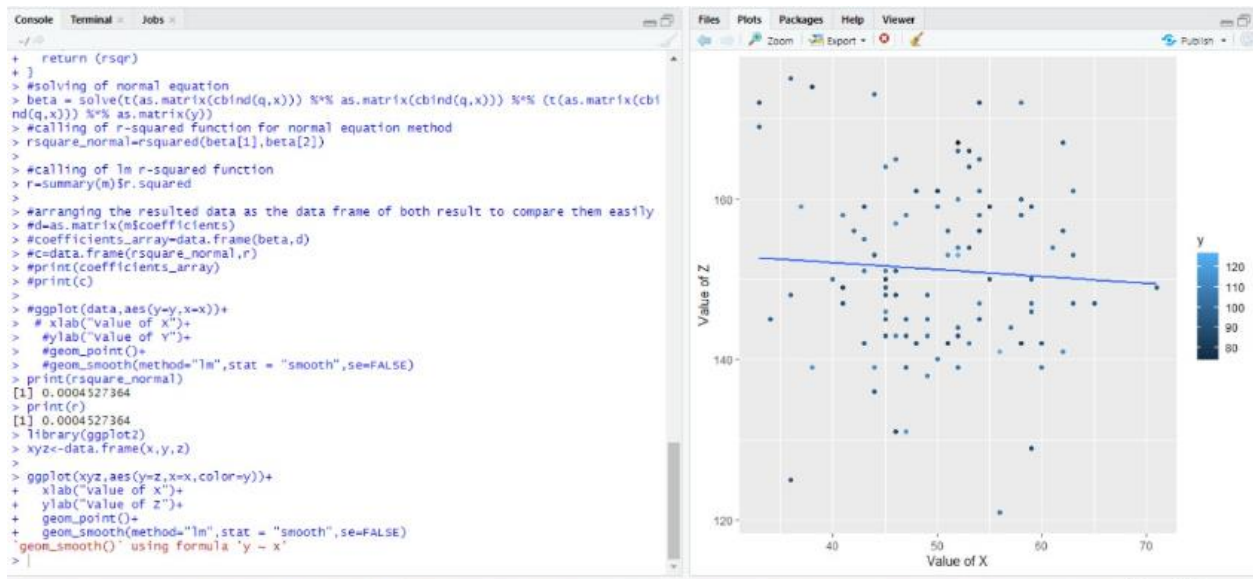 Console Terminal × Jobs ×
~/
+ return (rsqr)
+ }
> #solving of normal equation
> beta = solve(t(as.matrix(cbind(q,x))) %*% as.matrix(cbind(q,x))) %*% (t(as.matrix(cbi
nd(q,x))) %*% as.matrix(y))
> #calling of r-squared function for normal equation method
> rsquare_normal=rsquared(beta[1],beta[2])
>
> #calling of lm r-squared function
> r=summary(m)$r.squared
>
> #arranging the resulted data as the data frame of both result to compare them easily
> #d=as.matrix(m$coefficients)
> #coefficients_array=data.frame(beta,d)
> #c=data.frame(rsquare_normal,r)
> #print(coefficients_array)
> #print(c)
>
> #ggplot(data,aes(y=y,x=x))+
> # xlab("Value of X")+
> #ylab("Value of Y")+
> #geom_point()+
> #geom_smooth(method="lm",stat = "smooth",se=FALSE)
> print(rsquare_normal)
[1] 0.0004527364
> print(r)
[1] 0.0004527364
> library(ggplot2)
> xyz<-data.frame(x,y,z)
>
> ggplot(xyz,aes(y=z,x=x,color=y))+
+ xlab("Value of X")+
+ ylab("Value of Z")+
+ geom_point()+
+ geom_smooth(method="lm",stat = "smooth",se=FALSE)
`geom_smooth()` using formula 'y ~ x'
>
Files Plots Packages Help Viewer
Zoom Export Publish
160
140
120
Value of Z
40 50 60 70
Value of X
y
120
110
100
90
80